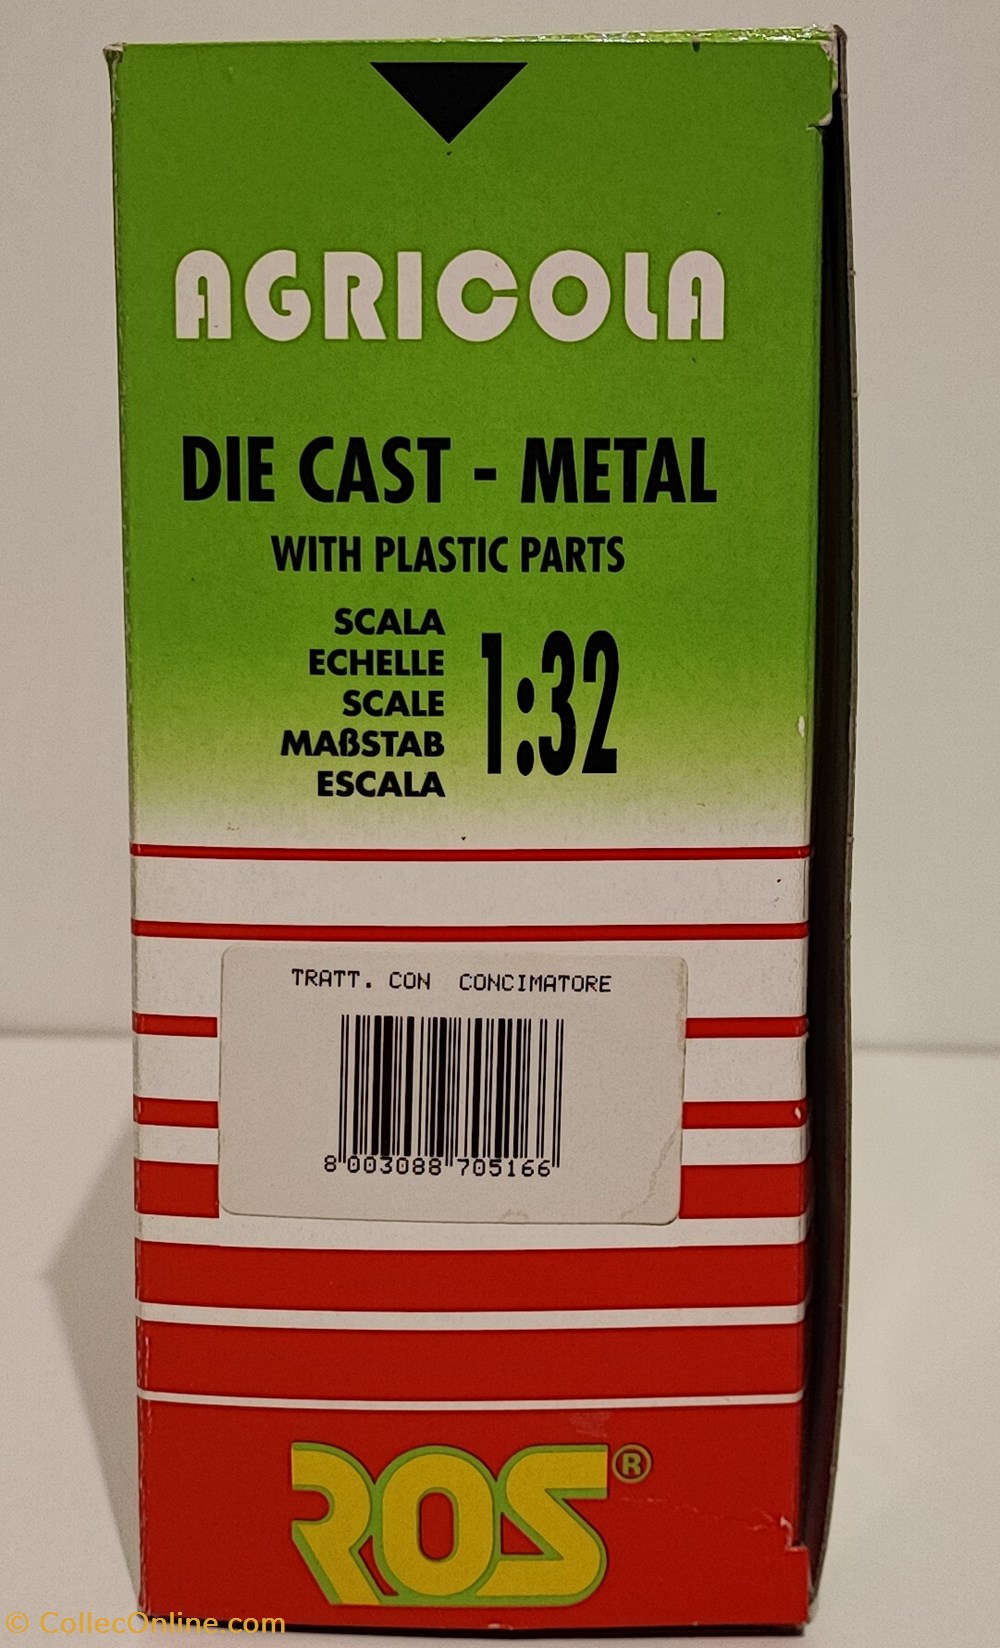 AGRICOLA
DIE CAST - METAL
WITH PLASTIC PARTS
SCALA
ECHELLE
SCALE
MAßSTAB
ESCALA
1:32
TRATT. CON CONCIMATORE
8 003088 705166
ROS®
© CollecOnline.com